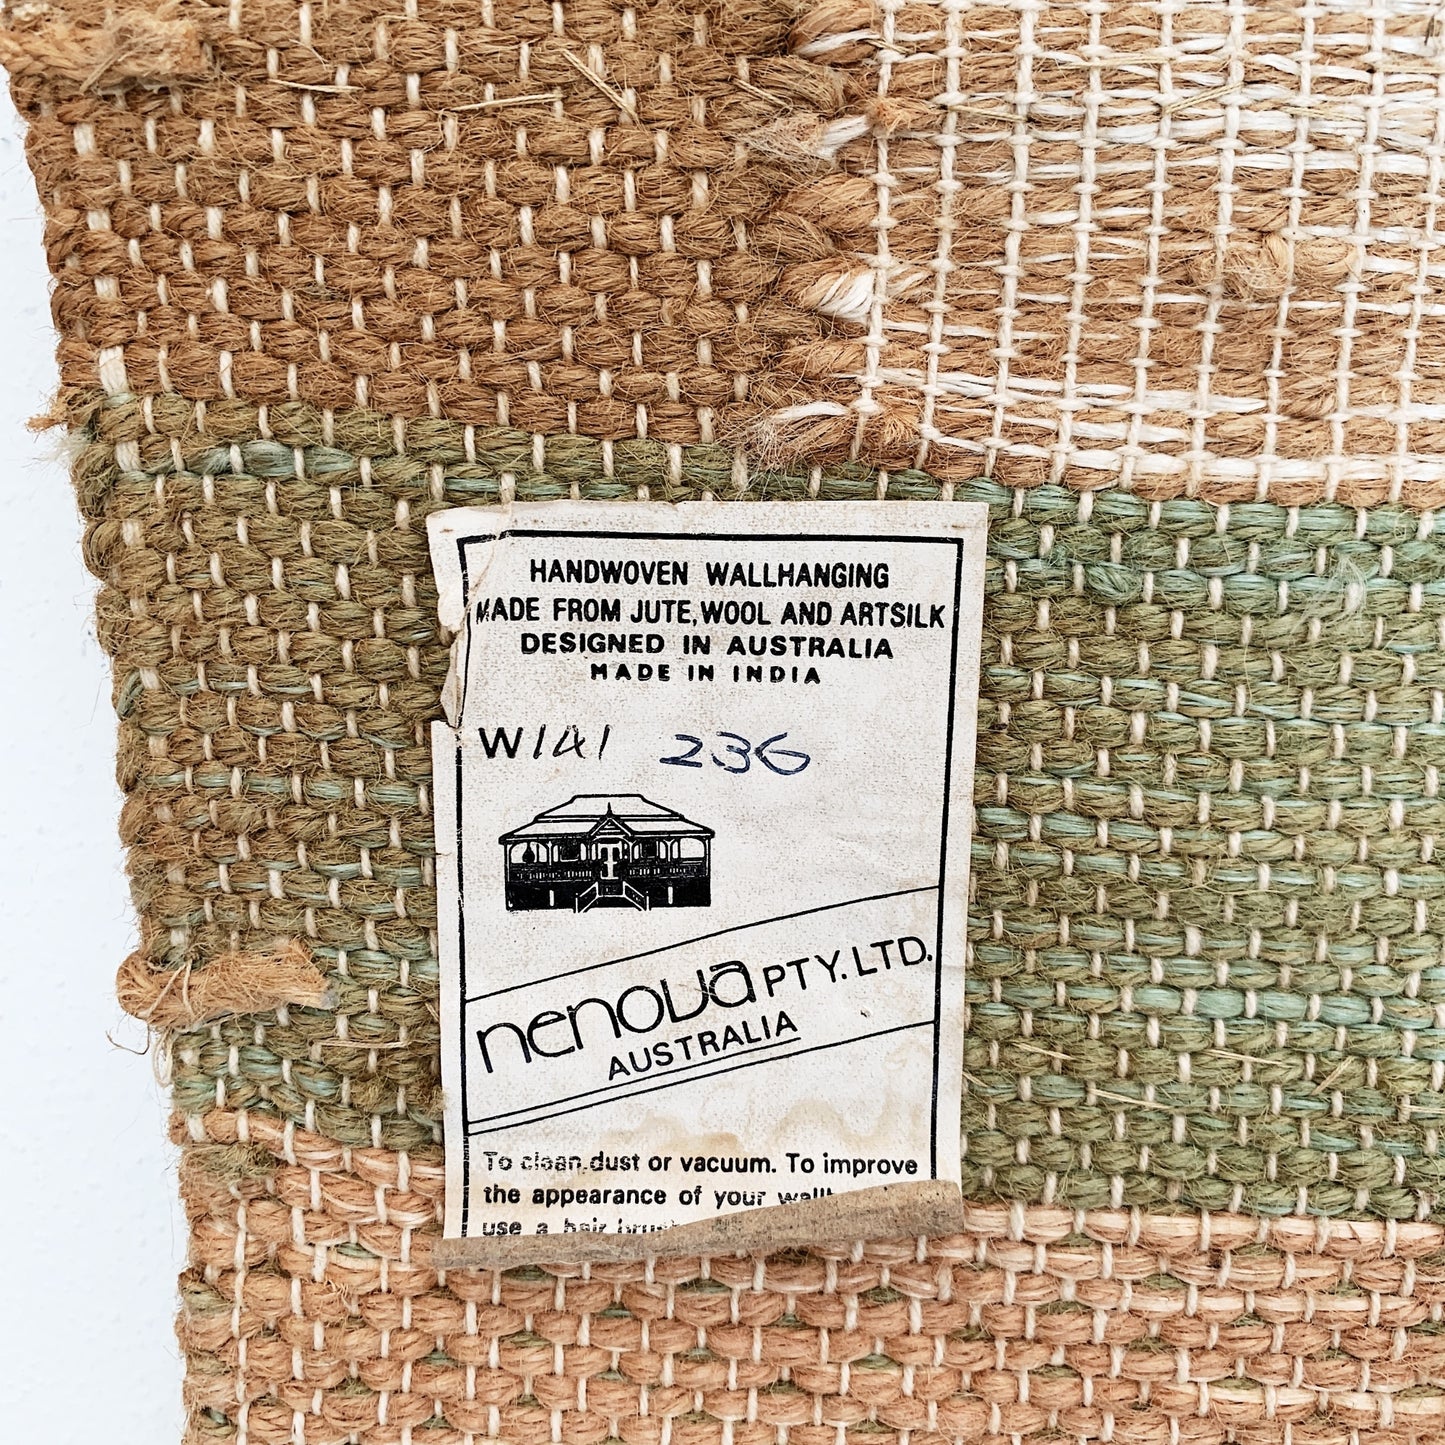 HANDWOVEN WALLHANGING
MADE FROM JUTE, WOOL AND ARTSILK
DESIGNED IN AUSTRALIA
MADE IN INDIA
W141 236
nenova PTY. LTD.
AUSTRALIA
To clean, dust or vacuum. To improve
the appearance of your
use a hair